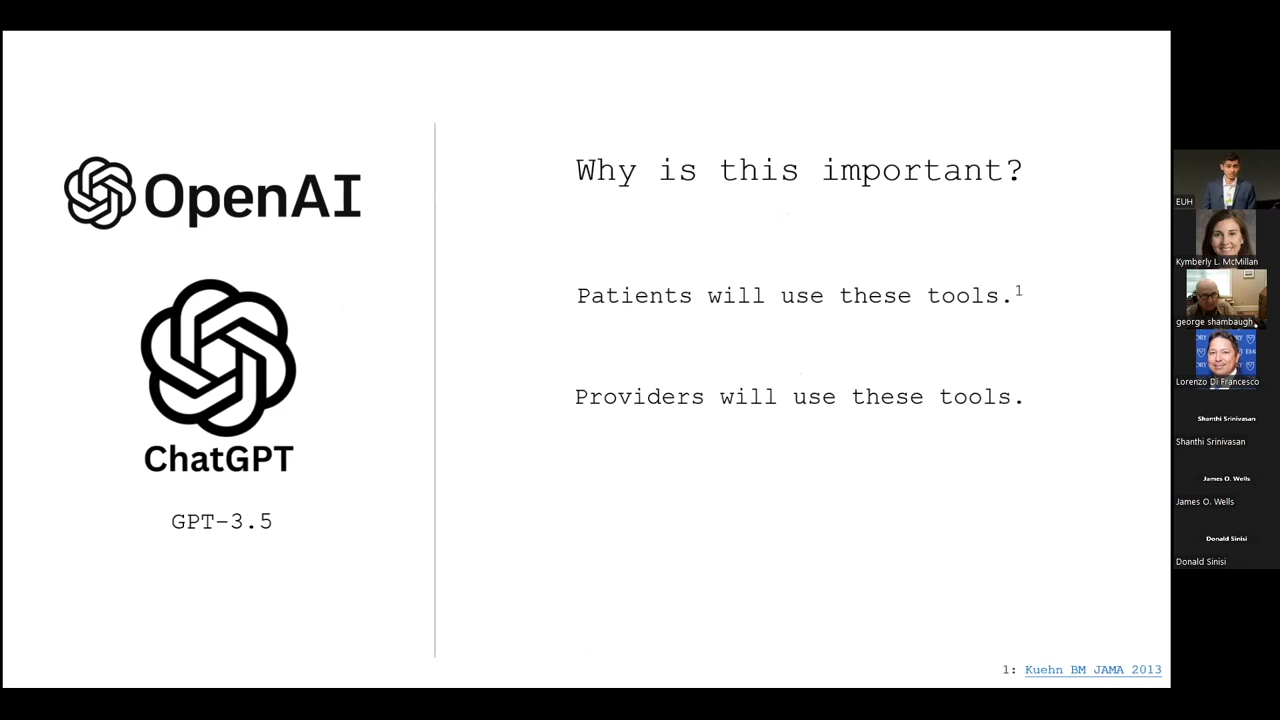 OpenAI
ChatGPT
GPT-3.5
Why is this important?
Patients will use these tools.1
Providers will use these tools.
1: Kuehn BM JAMA 2013
EUH
Kymberly L. McMillan
george shambaugh
Lorenzo Di Francesco
Shanthi Srinivasan
Shanthi Srinivasan
James O. Wells
James O. Wells
Donald Sinisi
Donald Sinisi